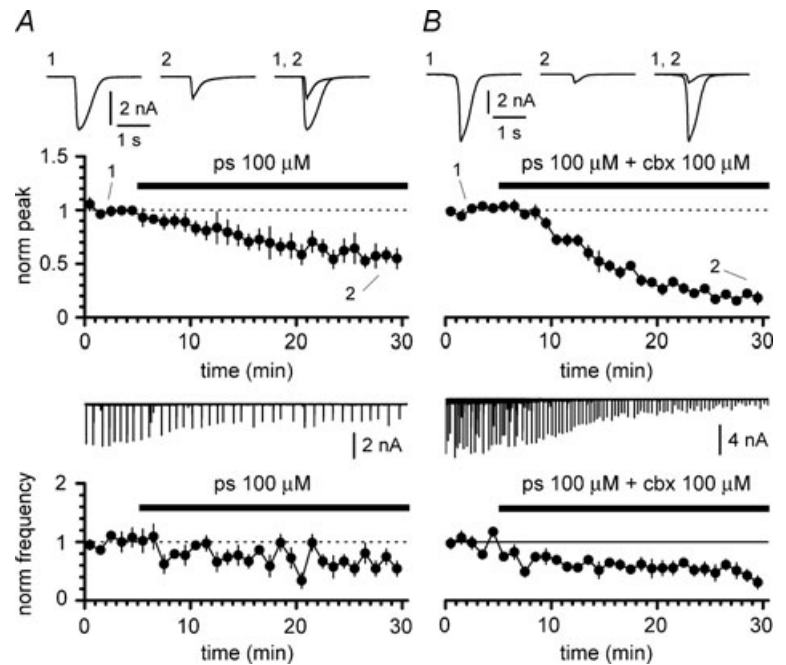 A
1
2
1, 2
2 nA
1 s
ps 100 µM
norm peak
1.5
1
0.5
0
1
2
0
10
20
30
time (min)
2 nA
ps 100 µM
norm frequency
2
1
0
0
10
20
30
time (min)
B
1
2
1, 2
2 nA
1 s
ps 100 µM + cbx 100 µM
1
2
0
10
20
30
time (min)
4 nA
ps 100 µM + cbx 100 µM
0
10
20
30
time (min)